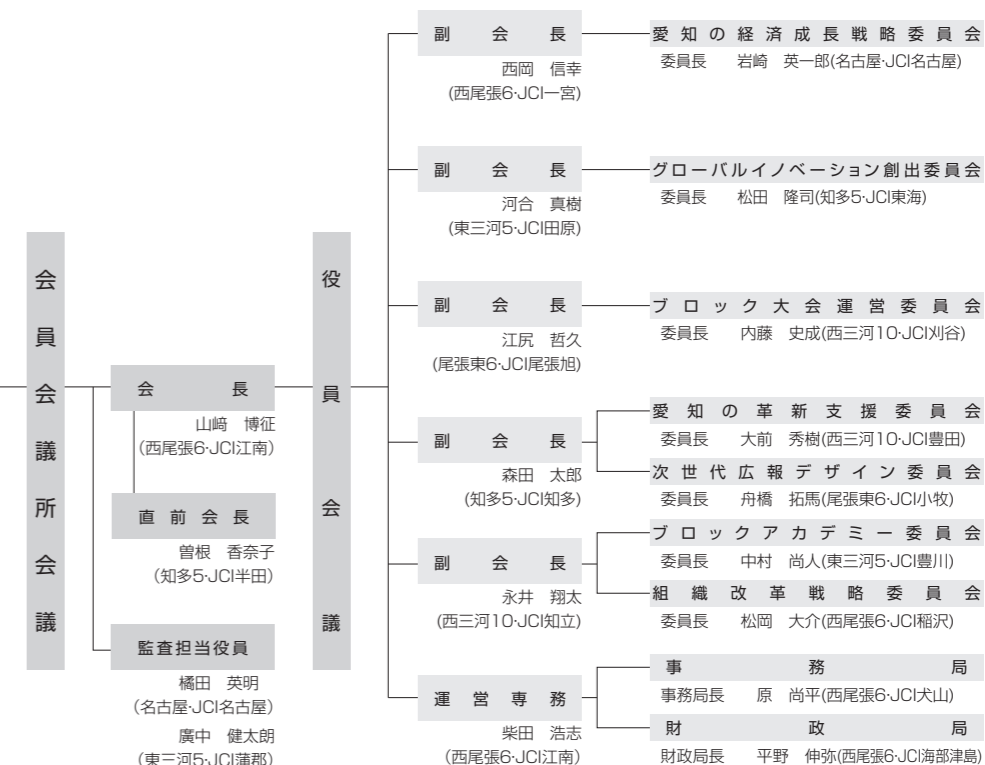 会員会議所会議
会長
山﨑 博征
(西尾張6・JCI江南)
直前会長
曽根 香奈子
(知多5・JCI半田)
監査担当役員
橘田 英明
(名古屋・JCI名古屋)
廣中 健太朗
(東三河5・JCI蒲郡)
役員会議
副会長
西岡 信幸
(西尾張6・JCI一宮)
愛知の経済成長戦略委員会
委員長 岩崎 英一郎(名古屋・JCI名古屋)
副会長
河合 真樹
(東三河5・JCI田原)
グローバルイノベーション創出委員会
委員長 松田 隆司(知多5・JCI東海)
副会長
江尻 哲久
(尾張東6・JCI尾張旭)
ブロック大会運営委員会
委員長 内藤 史成(西三河10・JCI刈谷)
副会長
森田 太郎
(知多5・JCI知多)
愛知の革新支援委員会
委員長 大前 秀樹(西三河10・JCI豊田)
次世代広報デザイン委員会
委員長 舟橋 拓馬(尾張東6・JCI小牧)
副会長
永井 翔太
(西三河10・JCI知立)
ブロックアカデミー委員会
委員長 中村 尚人(東三河5・JCI豊川)
組織改革戦略委員会
委員長 松岡 大介(西尾張6・JCI稲沢)
運営専務
柴田 浩志
(西尾張6・JCI江南)
事務局
事務局長 原 尚平(西尾張6・JCI犬山)
財政局
財政局長 平野 伸弥(西尾張6・JCI海部津島)